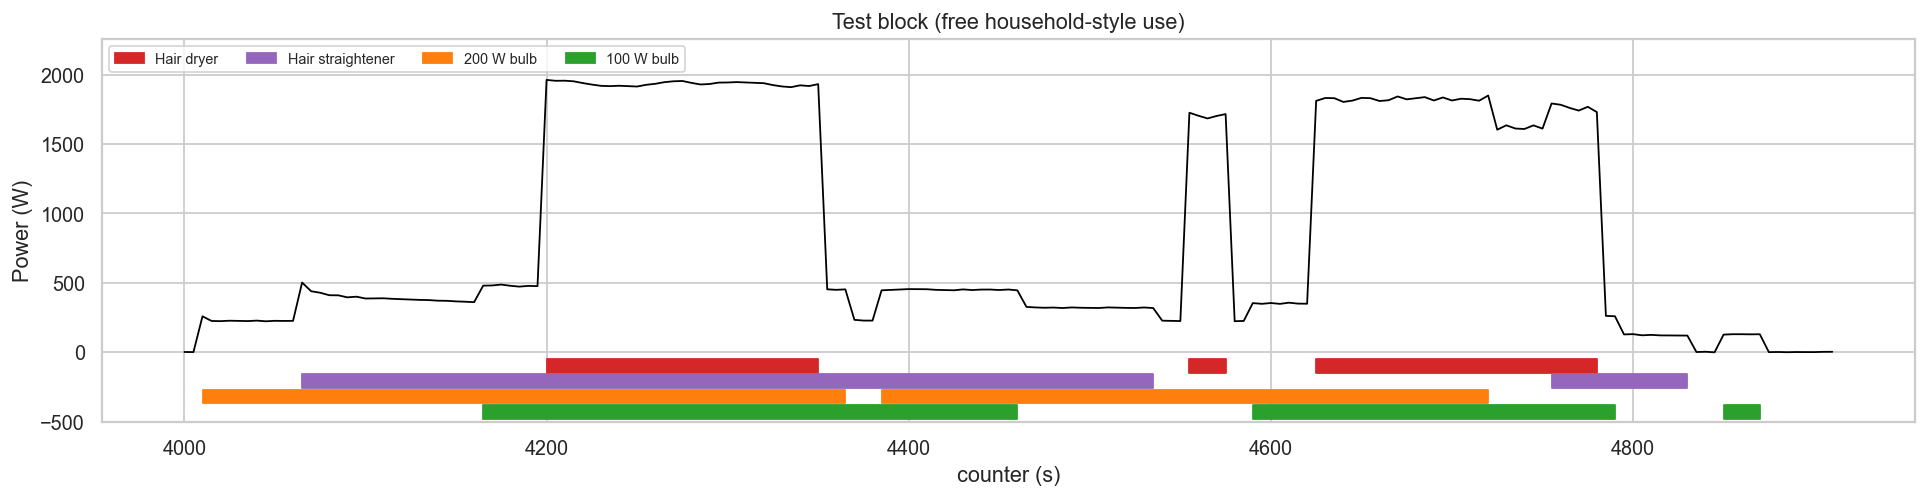 Test block (free household-style use)
Hair dryer Hair straightener 200 W bulb 100 W bulb
Power (W)
2000
1500
1000
500
0
−500
4000 4200 4400 4600 4800
counter (s)